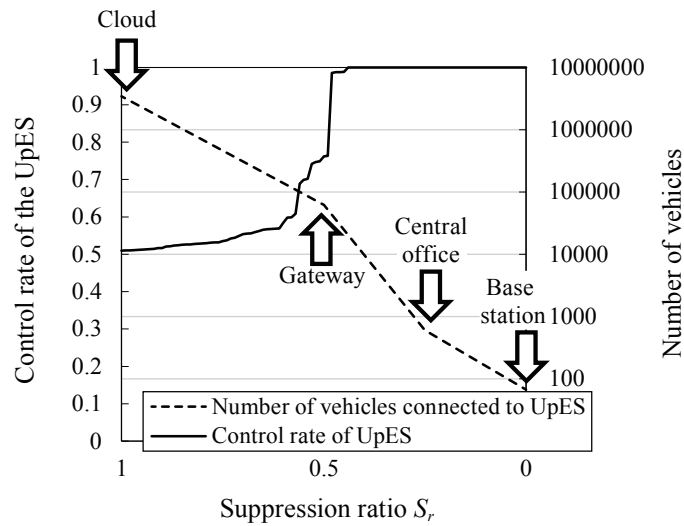 Cloud
1
0.9
0.8
0.7
0.6
0.5
0.4
0.3
0.2
0.1
0
Control rate of the UpES
10000000
1000000
100000
10000
1000
100
Number of vehicles
Gateway
Central
office
Base
station
Number of vehicles connected to UpES
Control rate of UpES
1
0.5
0
Suppression ratio Sr